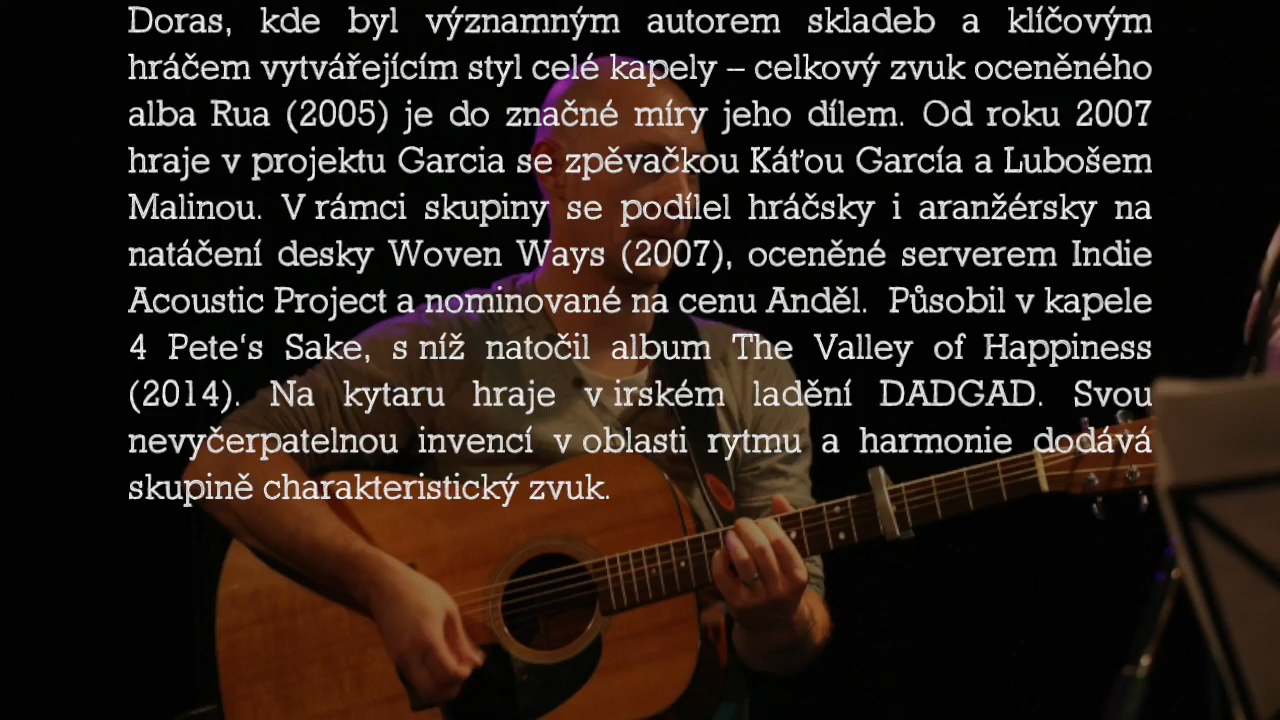 Doras, kde byl významným autorem skladeb a klíčovým
hráčem vytvářejícím styl celé kapely – celkový zvuk oceněného
alba Rua (2005) je do značné míry jeho dílem. Od roku 2007
hraje v projektu Garcia se zpěvačkou Káťou García a Lubošem
Malinou. V rámci skupiny se podílel hráčsky i aranžérsky na
natáčení desky Woven Ways (2007), oceněné serverem Indie
Acoustic Project a nominované na cenu Anděl. Působil v kapele
4 Pete‘s Sake, s níž natočil album The Valley of Happiness
(2014). Na kytaru hraje v irském ladění DADGAD. Svou
nevyčerpatelnou invencí v oblasti rytmu a harmonie dodává
skupině charakteristický zvuk.